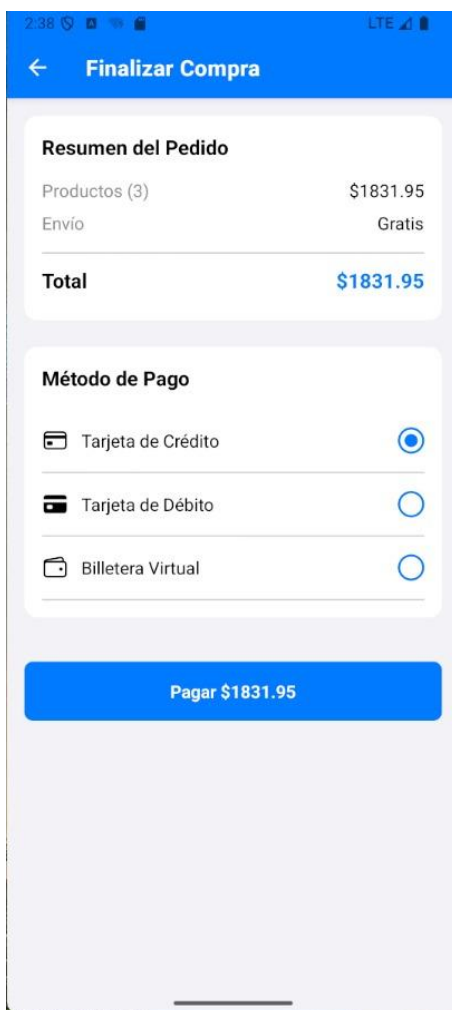 2:38 LTE
Finalizar Compra
Resumen del Pedido
Productos (3) $1831.95
Envío Gratis
Total $1831.95
Método de Pago
Tarjeta de Crédito
Tarjeta de Débito
Billetera Virtual
Pagar $1831.95